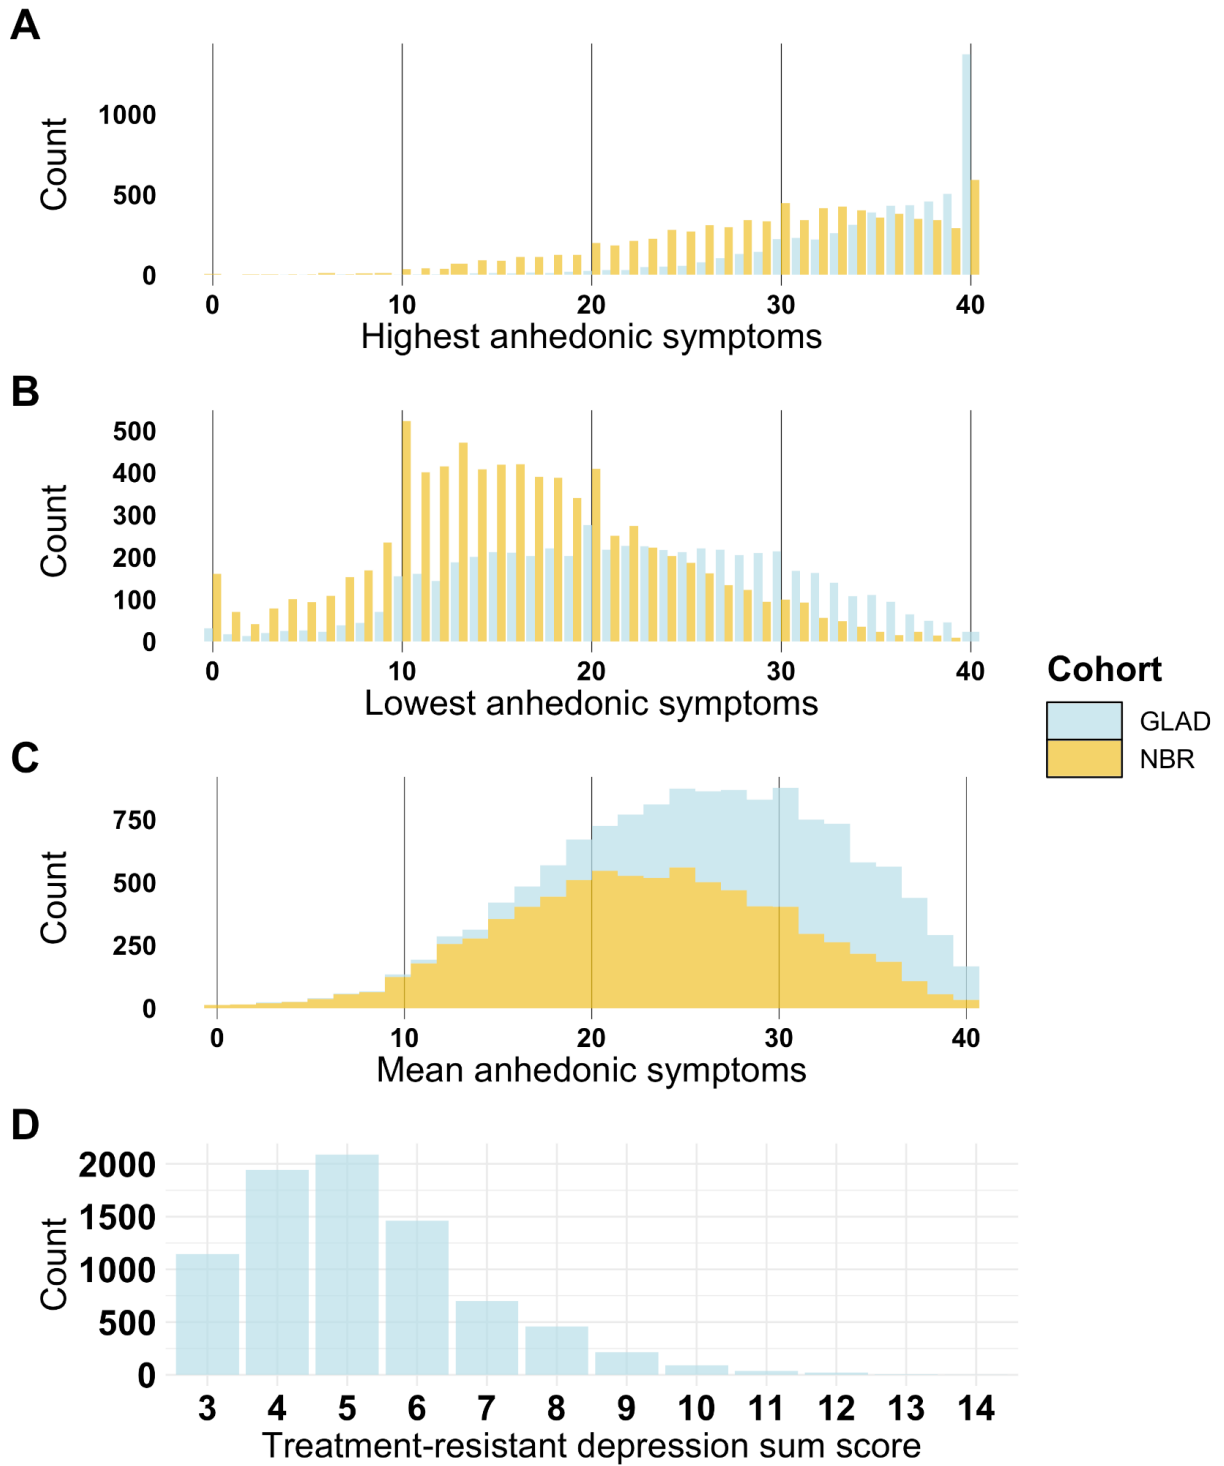 A
Count
1000
500
0
0 10 20 30 40
Highest anhedonic symptoms
B
Count
500
400
300
200
100
0
0 10 20 30 40
Lowest anhedonic symptoms
Cohort
GLAD
NBR
C
Count
750
500
250
0
0 10 20 30 40
Mean anhedonic symptoms
D
Count
2000
1500
1000
500
0
3 4 5 6 7 8 9 10 11 12 13 14
Treatment-resistant depression sum score